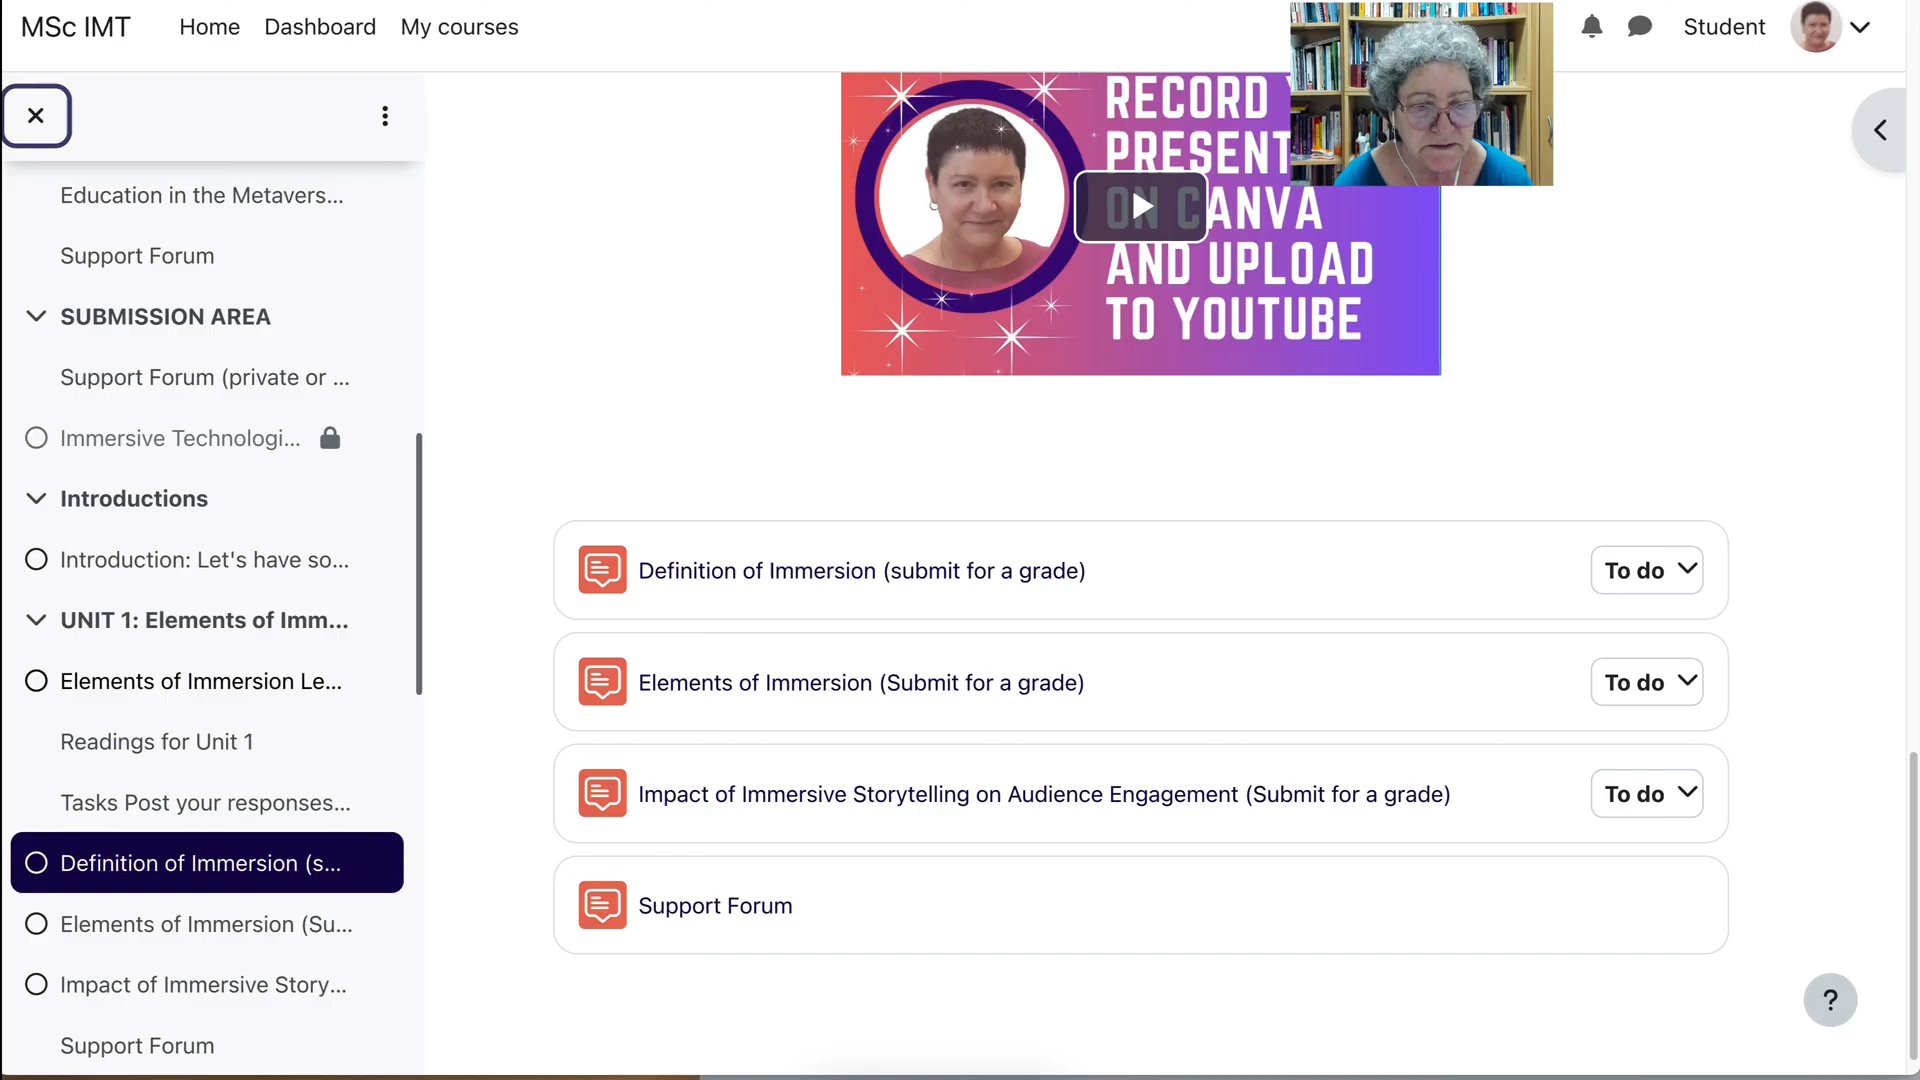 MSc IMT
Home
Dashboard
My courses
Student
Education in the Metavers...
Support Forum
SUBMISSION AREA
Support Forum (private or ...
Immersive Technologi...
Introductions
Introduction: Let's have so...
UNIT 1: Elements of Imm...
Elements of Immersion Le...
Readings for Unit 1
Tasks Post your responses...
Definition of Immersion (s...
Elements of Immersion (Su...
Impact of Immersive Story...
Support Forum
RECORD
PRESENT
ON CANVA
AND UPLOAD
TO YOUTUBE
Definition of Immersion (submit for a grade)
To do
Elements of Immersion (Submit for a grade)
To do
Impact of Immersive Storytelling on Audience Engagement (Submit for a grade)
To do
Support Forum
?